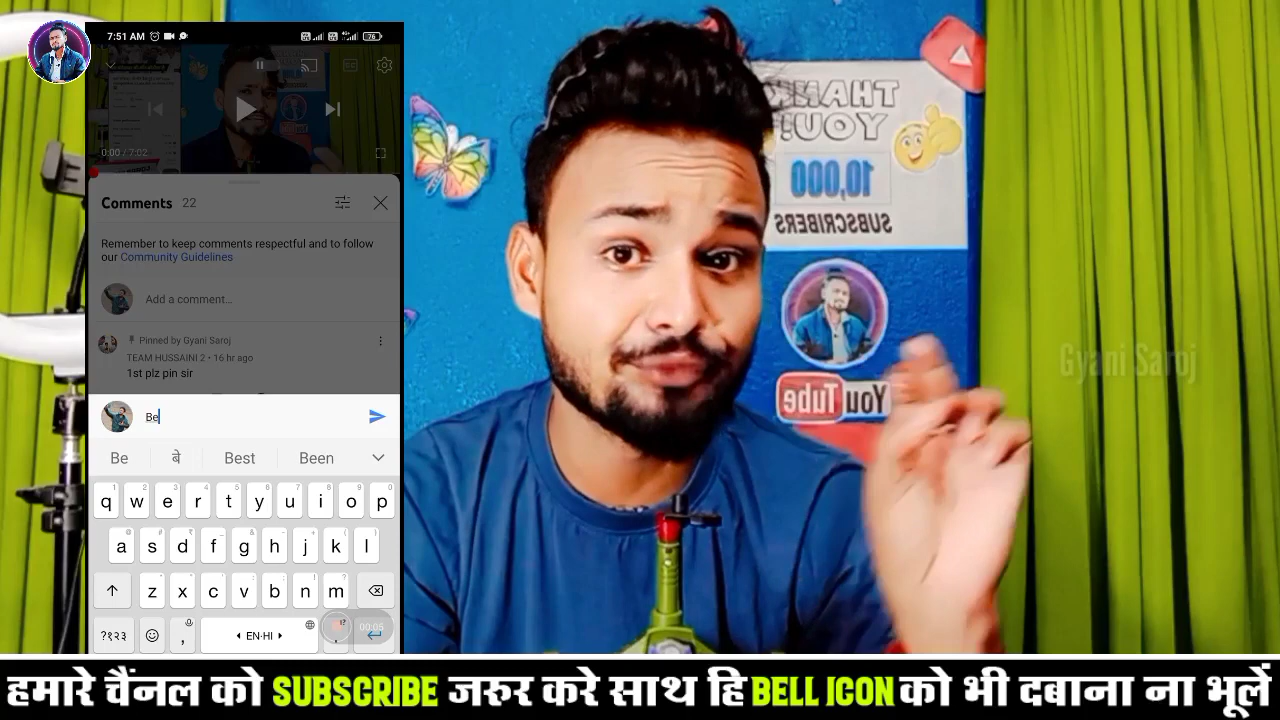 7:51 AM
76
0:00 / 7:02
Comments 22
Remember to keep comments respectful and to follow
our Community Guidelines
Add a comment...
Pinned by Gyani Saroj
TEAM HUSSAINI 2 • 16 hr ago
1st plz pin sir
Be
Be बे Best Been
q w e r t y u i o p
a s d f g h j k l
z x c v b n m
?१२३ , EN·HI
00:05
THANK
YOU!
10,000
SUBSCRIBERS
YouTube
Gyani Saroj
हमारे चैंनल को SUBSCRIBE जरुर करे साथ हि BELL ICON को भी दबाना ना भूलें